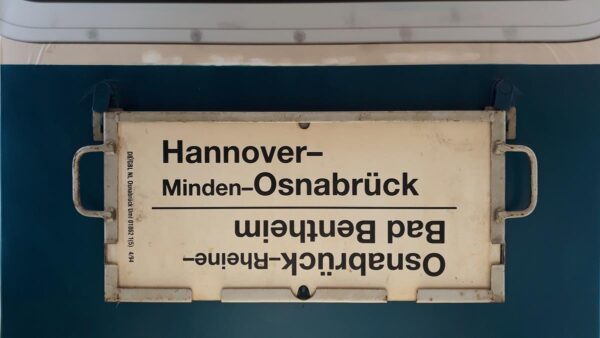 Hannover–
Minden–Osnabrück
Osnabrück–Rheine–
Bad Bentheim